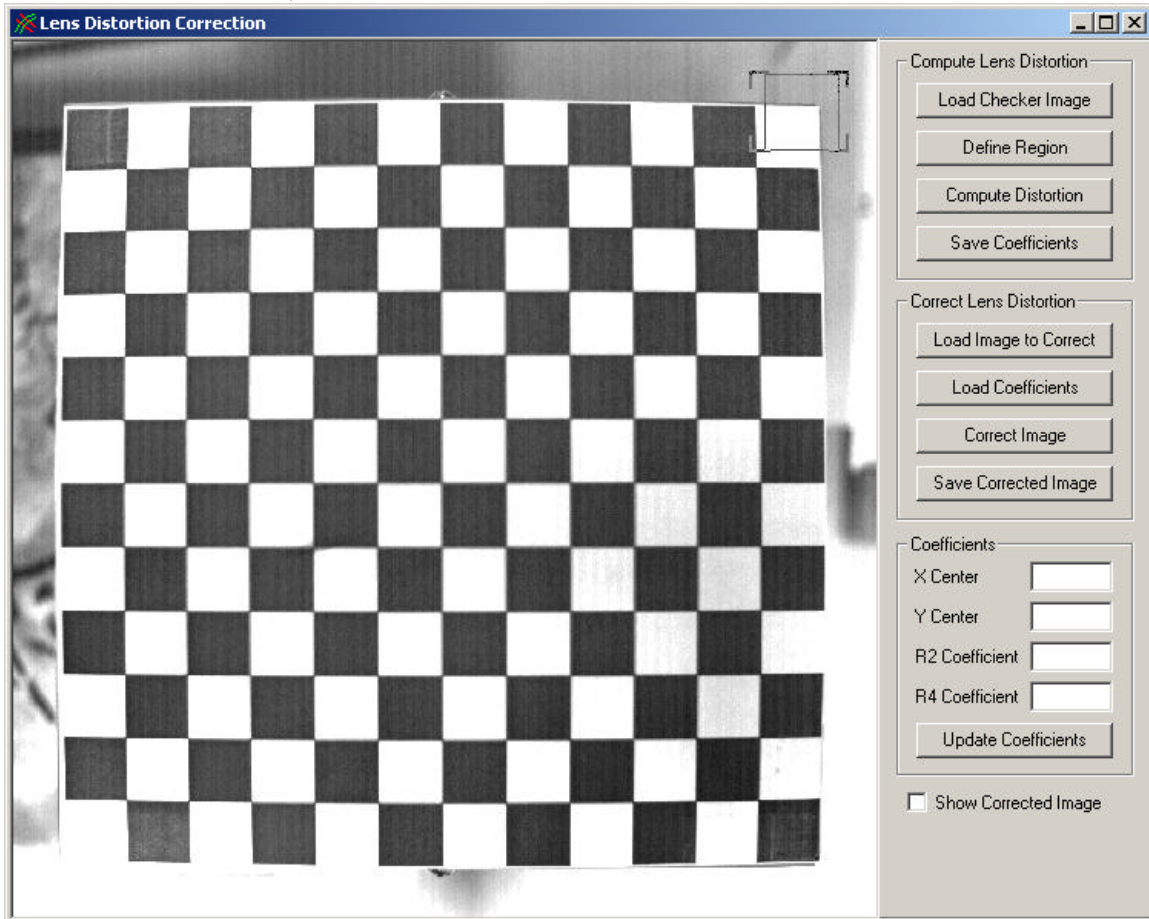 Lens Distortion Correction
Compute Lens Distortion
Load Checker Image
Define Region
Compute Distortion
Save Coefficients
Correct Lens Distortion
Load Image to Correct
Load Coefficients
Correct Image
Save Corrected Image
Coefficients
X Center
Y Center
R2 Coefficient
R4 Coefficient
Update Coefficients
Show Corrected Image